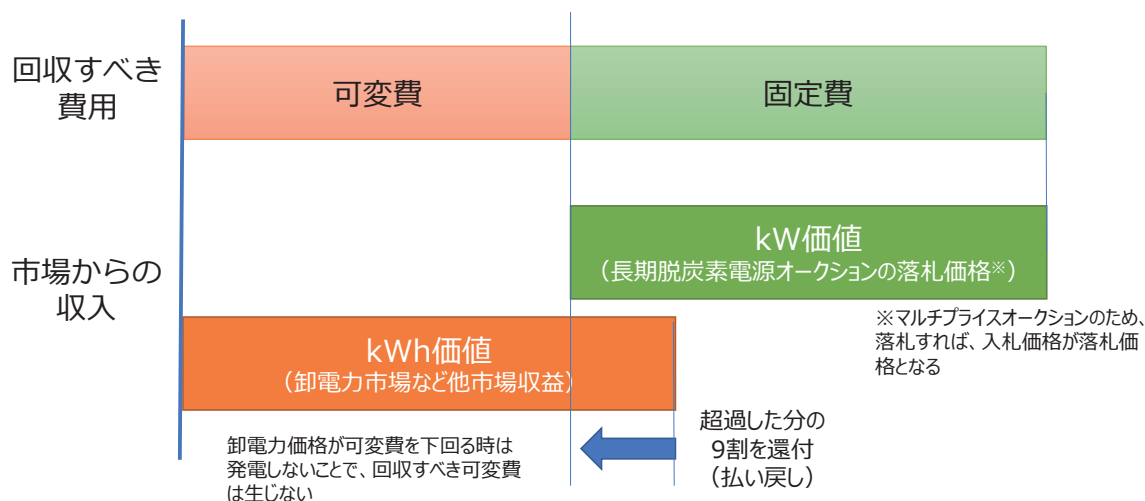 回収すべき
費用
可変費
固定費
市場からの
収入
kW価値
（長期脱炭素電源オークションの落札価格※）
※マルチプライスオークションのため、
落札すれば、入札価格が落札価
格となる
kWh価値
（卸電力市場など他市場収益）
卸電力価格が可変費を下回る時は
発電しないことで、回収すべき可変費
は生じない
超過した分の
9割を還付
（払い戻し）